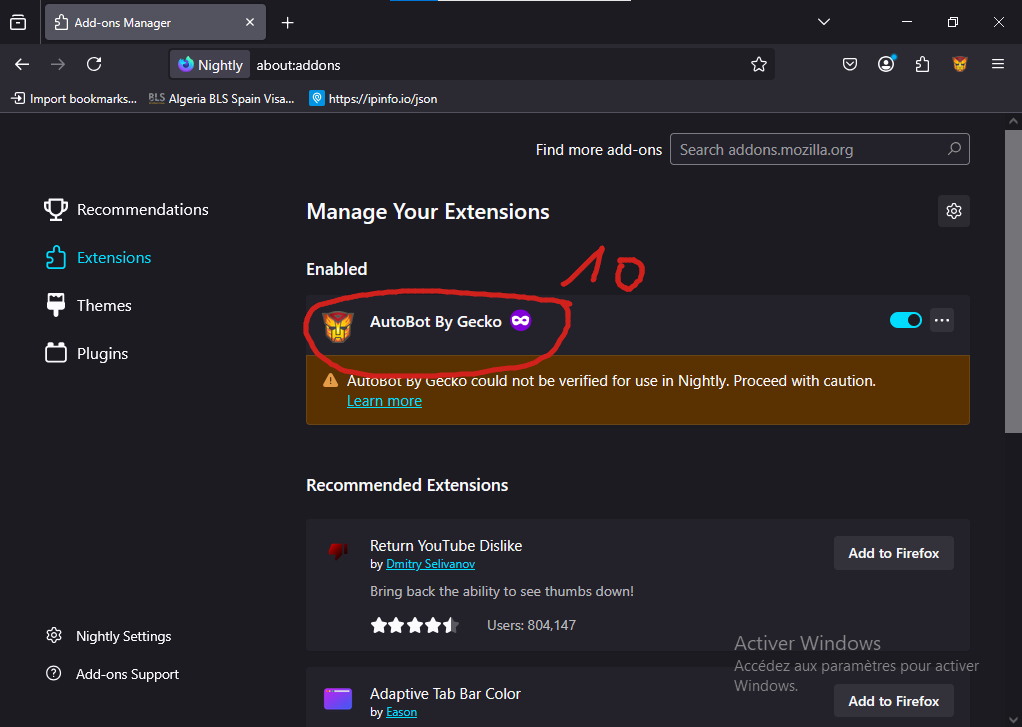 Add-ons Manager
Nightly about:addons
Import bookmarks... BLS Algeria BLS Spain Visa... https://ipinfo.io/json
Find more add-ons Search addons.mozilla.org
Recommendations
Manage Your Extensions
Extensions
10
Enabled
Themes
AutoBot By Gecko
Plugins
AutoBot By Gecko could not be verified for use in Nightly. Proceed with caution.
Learn more
Recommended Extensions
Return YouTube Dislike
Add to Firefox
by Dmitry Selivanov
Bring back the ability to see thumbs down!
Users: 804,147
Nightly Settings
Add-ons Support
Activer Windows
Accédez aux paramètres pour activer
Windows.
Adaptive Tab Bar Color
Add to Firefox
by Eason